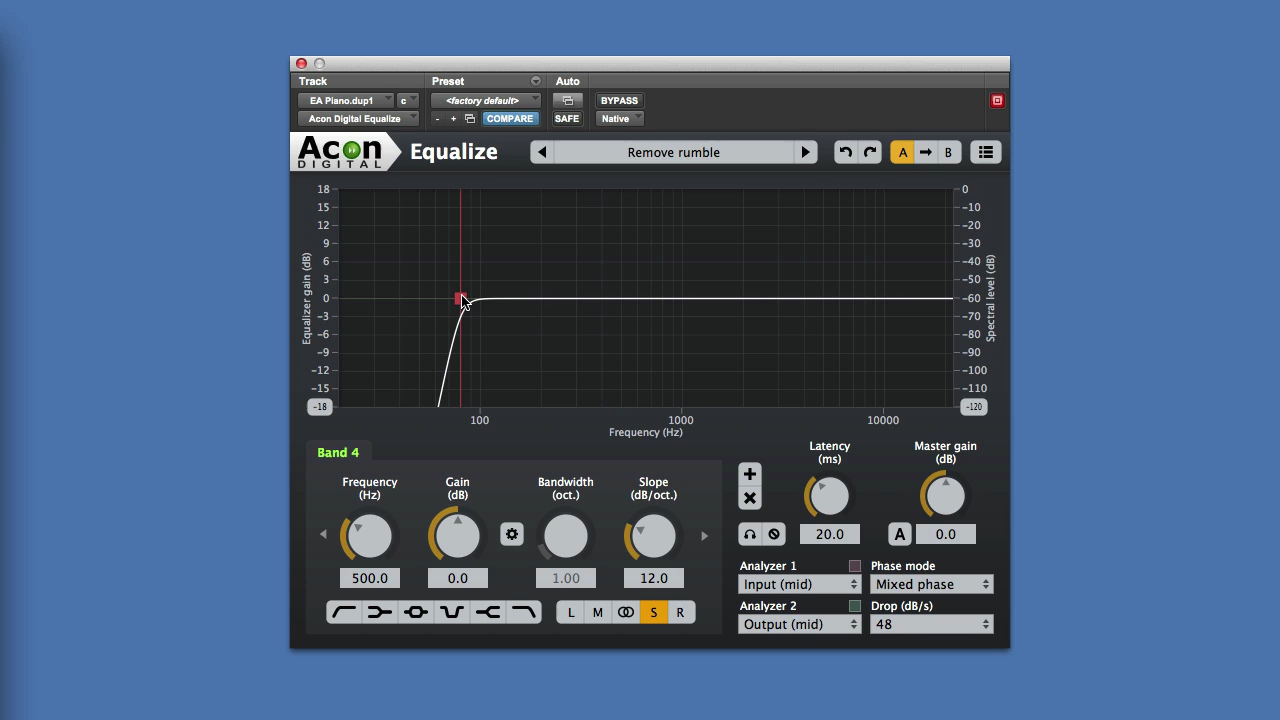 Track
Preset
Auto
EA Piano.dup1
c
<factory default>
BYPASS
Acon Digital Equalize
- +
COMPARE
SAFE
Native
Acon
DIGITAL
Equalize
Remove rumble
A
B
18
15
12
9
6
3
0
−3
−6
−9
−12
−15
−18
Equalizer gain (dB)
0
−10
−20
−30
−40
−50
−60
−70
−80
−90
−100
−110
−120
Spectral level (dB)
100
1000
10000
Frequency (Hz)
Band 4
Frequency
(Hz)
Gain
(dB)
Bandwidth
(oct.)
Slope
(dB/oct.)
500.0
0.0
1.00
12.0
L
M
S
R
Latency
(ms)
Master gain
(dB)
20.0
A
0.0
Analyzer 1
Phase mode
Input (mid)
Mixed phase
Analyzer 2
Drop (dB/s)
Output (mid)
48